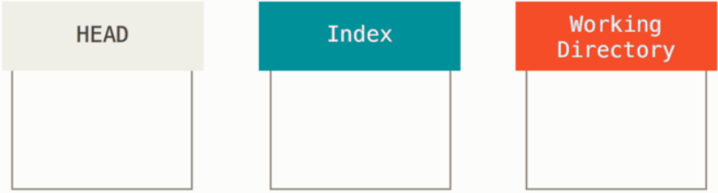 HEAD
Index
Working
Directory